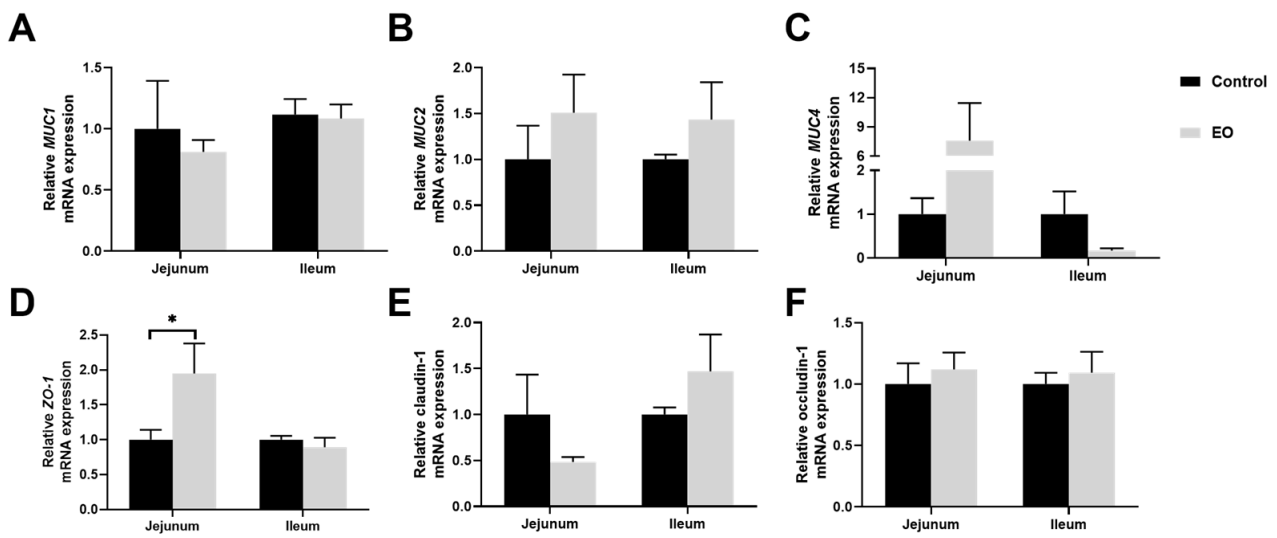 A
Relative MUC1
mRNA expression
1.5
1.0
0.5
0.0
Jejunum
Ileum
B
Relative MUC2
mRNA expression
2.0
1.5
1.0
0.5
0.0
Jejunum
Ileum
C
Relative MUC4
mRNA expression
15
12
9
6
2
1
0
Jejunum
Ileum
Control
EO
D
Relative ZO-1
mRNA expression
2.5
2.0
1.5
1.0
0.5
0.0
*
Jejunum
Ileum
E
Relative claudin-1
mRNA expression
2.0
1.5
1.0
0.5
0.0
Jejunum
Ileum
F
Relative occludin-1
mRNA expression
1.5
1.0
0.5
0.0
Jejunum
Ileum